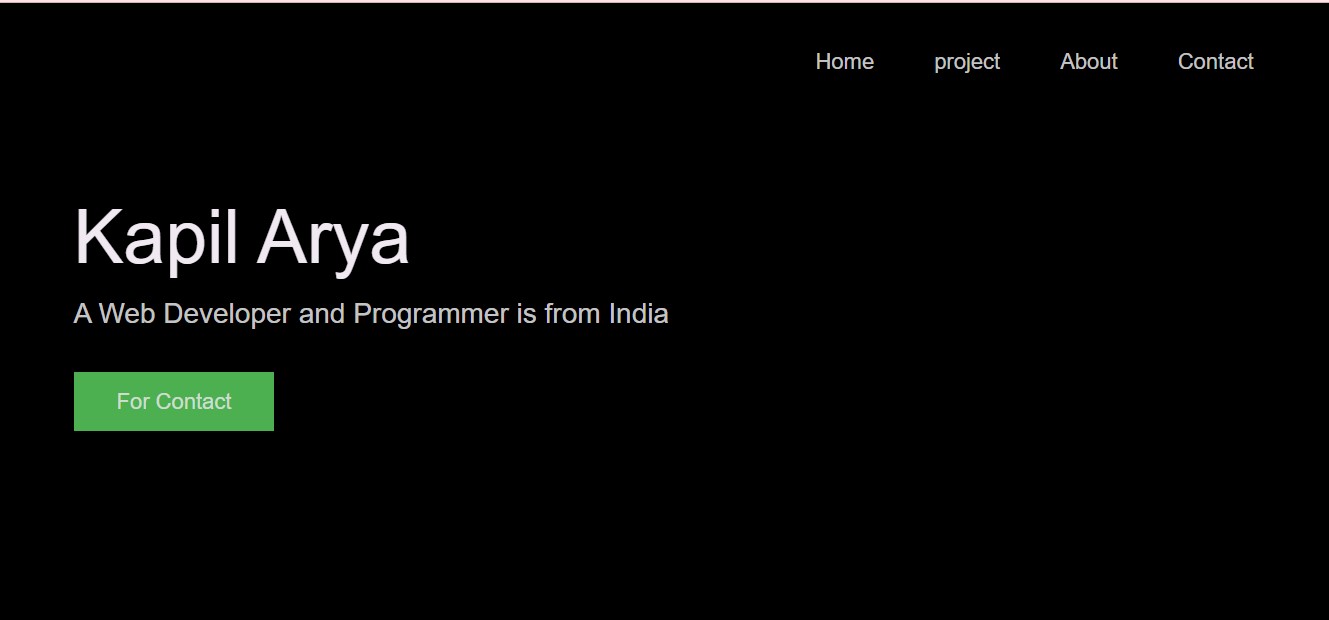 Home project About Contact
Kapil Arya
A Web Developer and Programmer is from India
For Contact